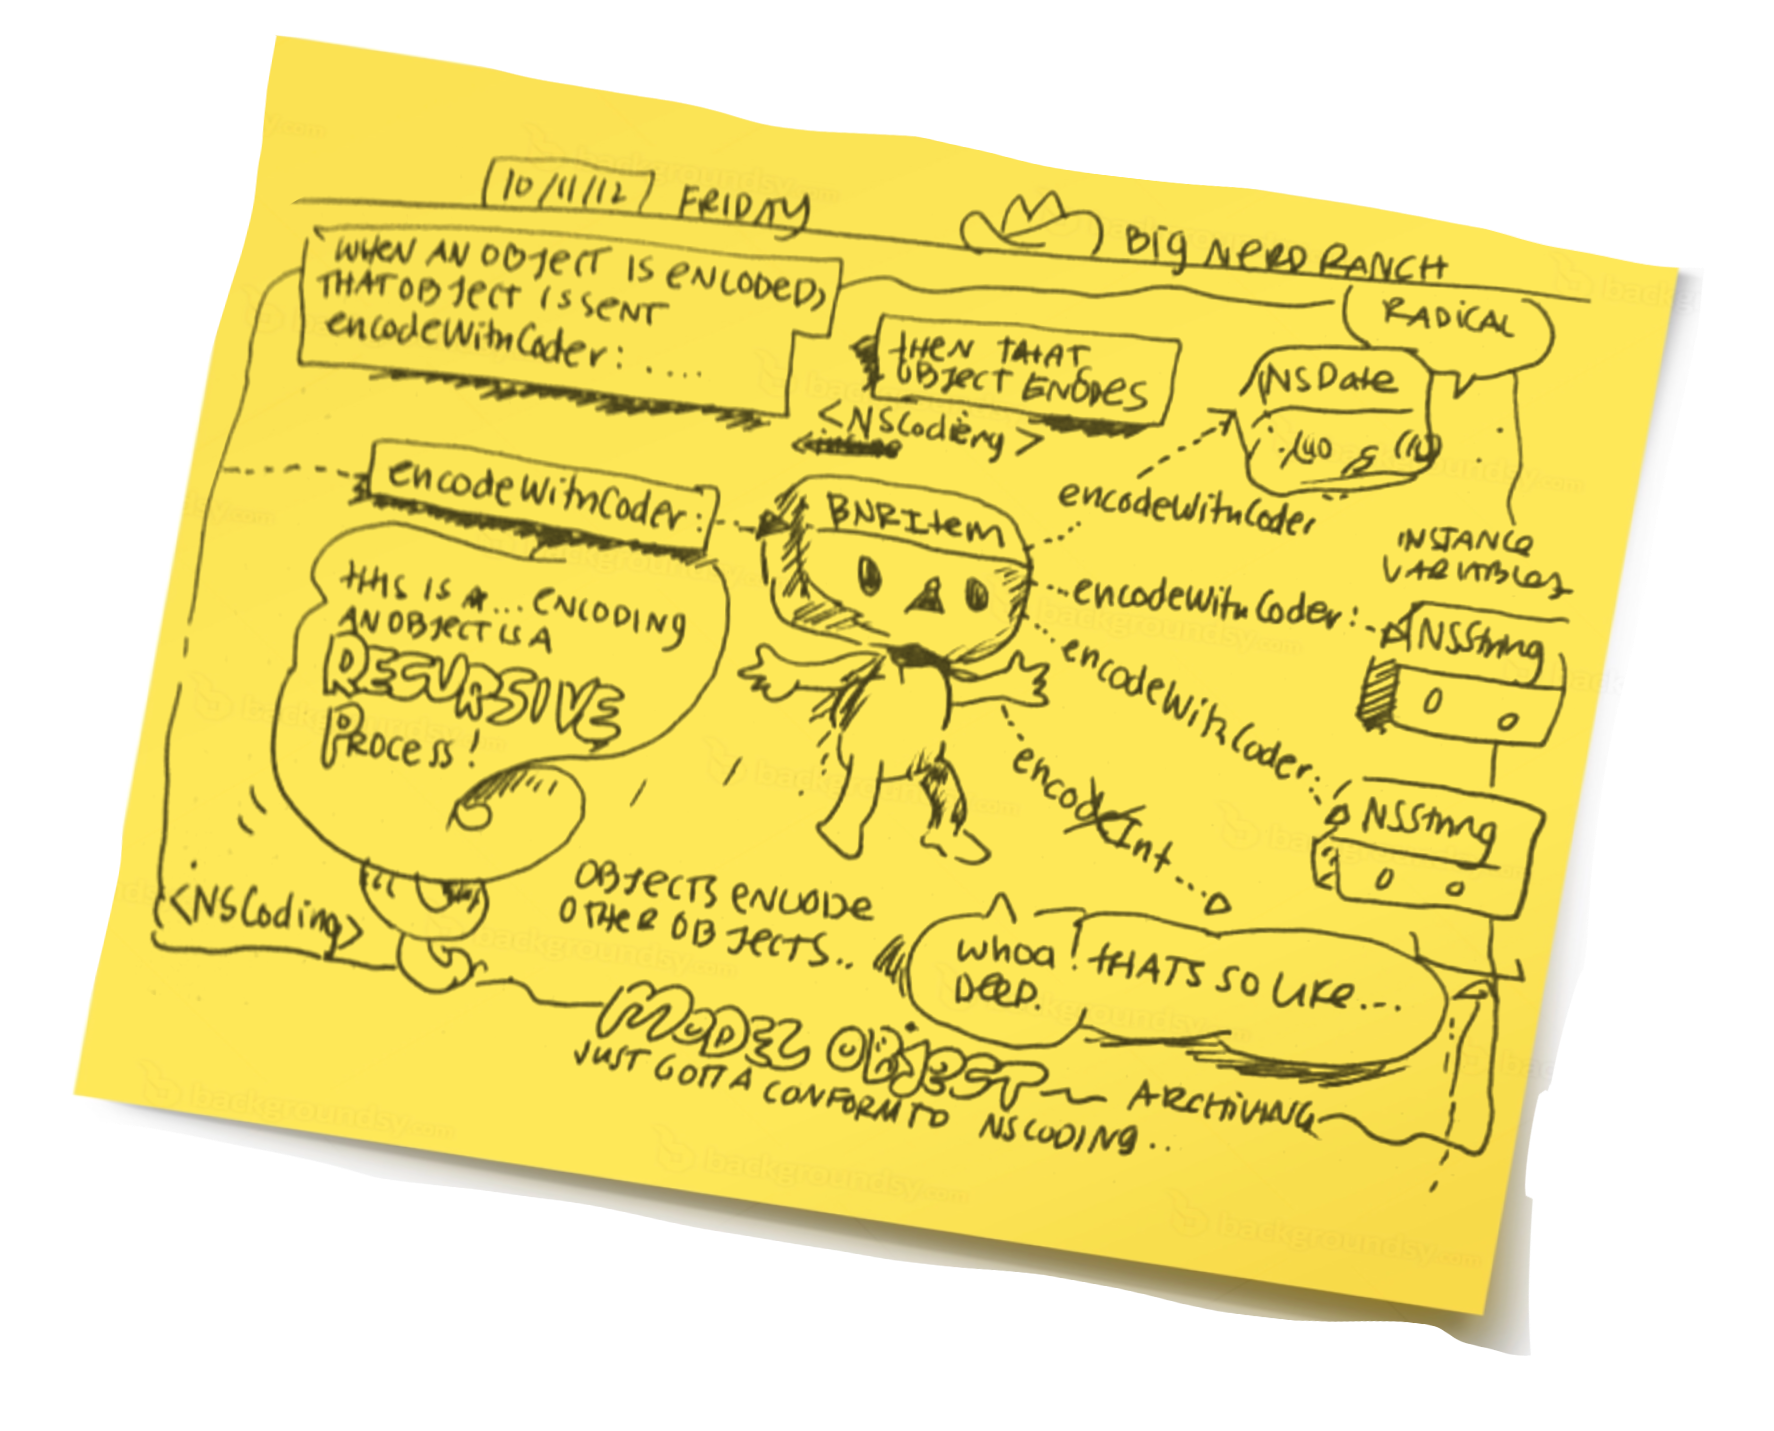 10/11/12 FRIDAY
BIG NERD RANCH
WHEN AN OBJECT IS ENCODED,
THAT OBJECT IS SENT
encodeWithCoder: ....
THEN THAT
OBJECT ENODES
<NSCodieng>
RADICAL
NSDate
encodeWithCoder:
BNRItem
encodeWithCoder
INSTANCE
VARIABLES
encodeWithCoder:
NSString
encodeWithCoder:
NSString
encodeInt
THIS IS A... ENCODING
AN OBJECT IS A
RECURSIVE
PROCESS!
<NSCoding>
OBJECTS ENCODE
OTHER OBJECTS..
whoa! THATS SO LIKE...
DEEP.
MODEL OBJECT ARCHIVING
JUST GOTTA CONFORM TO NSCODING..
backgroundsy.com